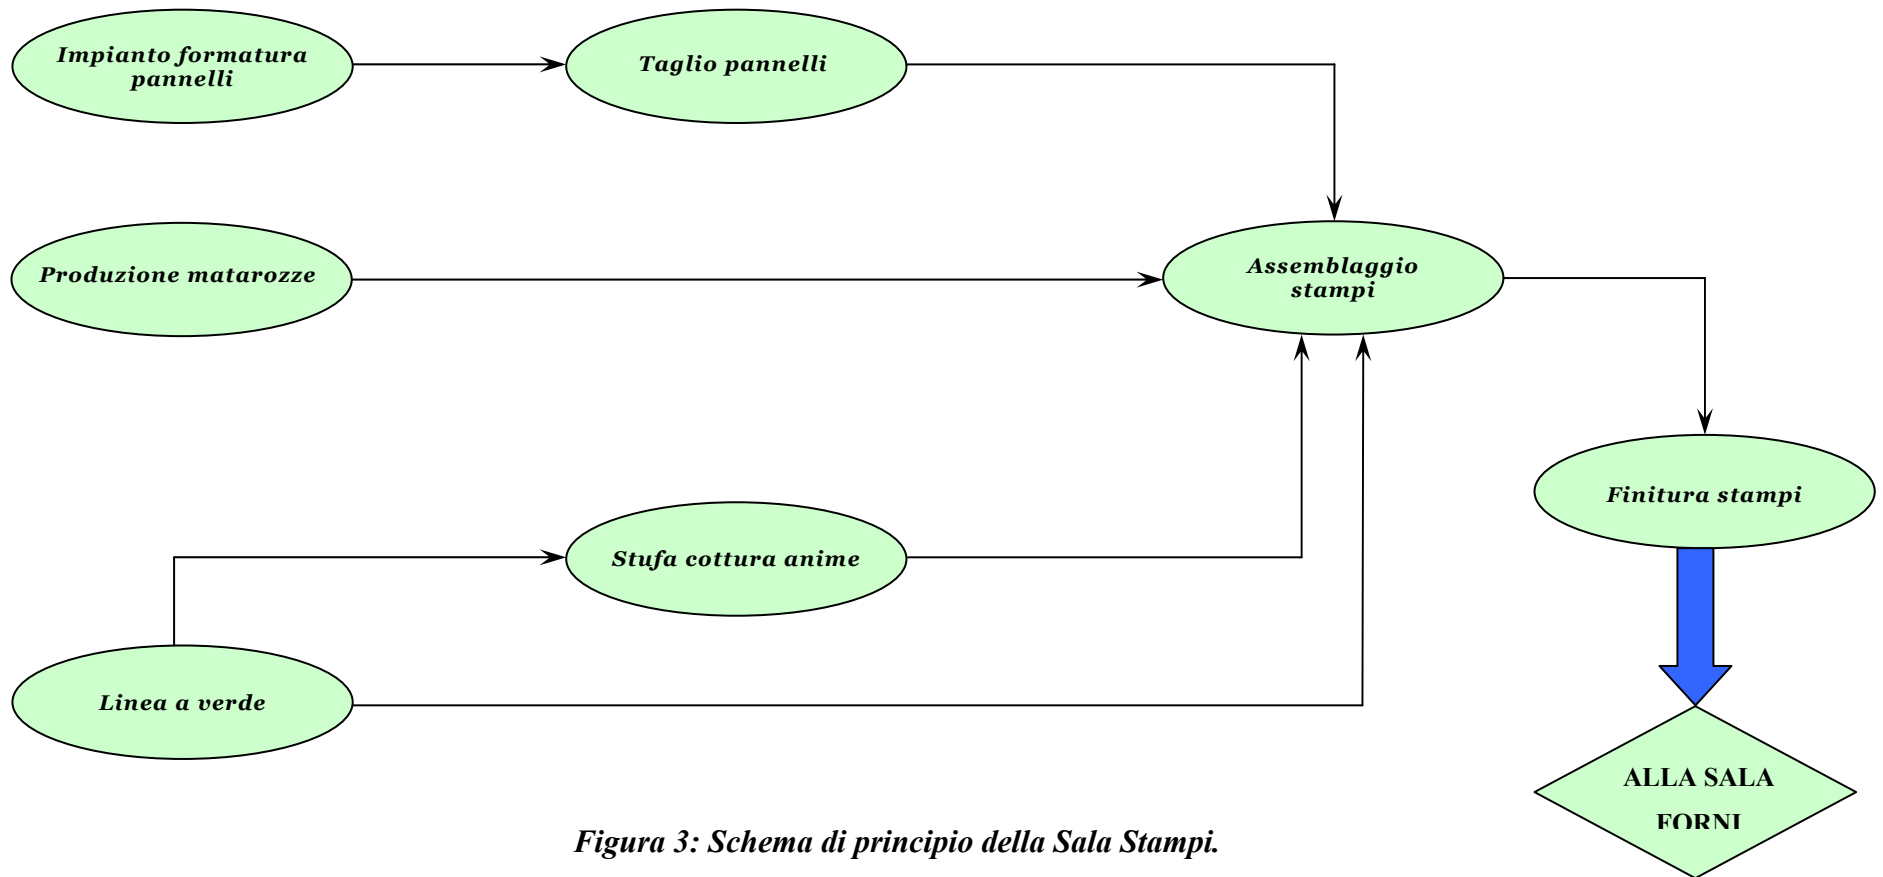 Impianto formatura
pannelli
Taglio pannelli
Produzione matarozze
Assemblaggio
stampi
Finitura stampi
Stufa cottura anime
Linea a verde
ALLA SALA
FORNI
Figura 3: Schema di principio della Sala Stampi.